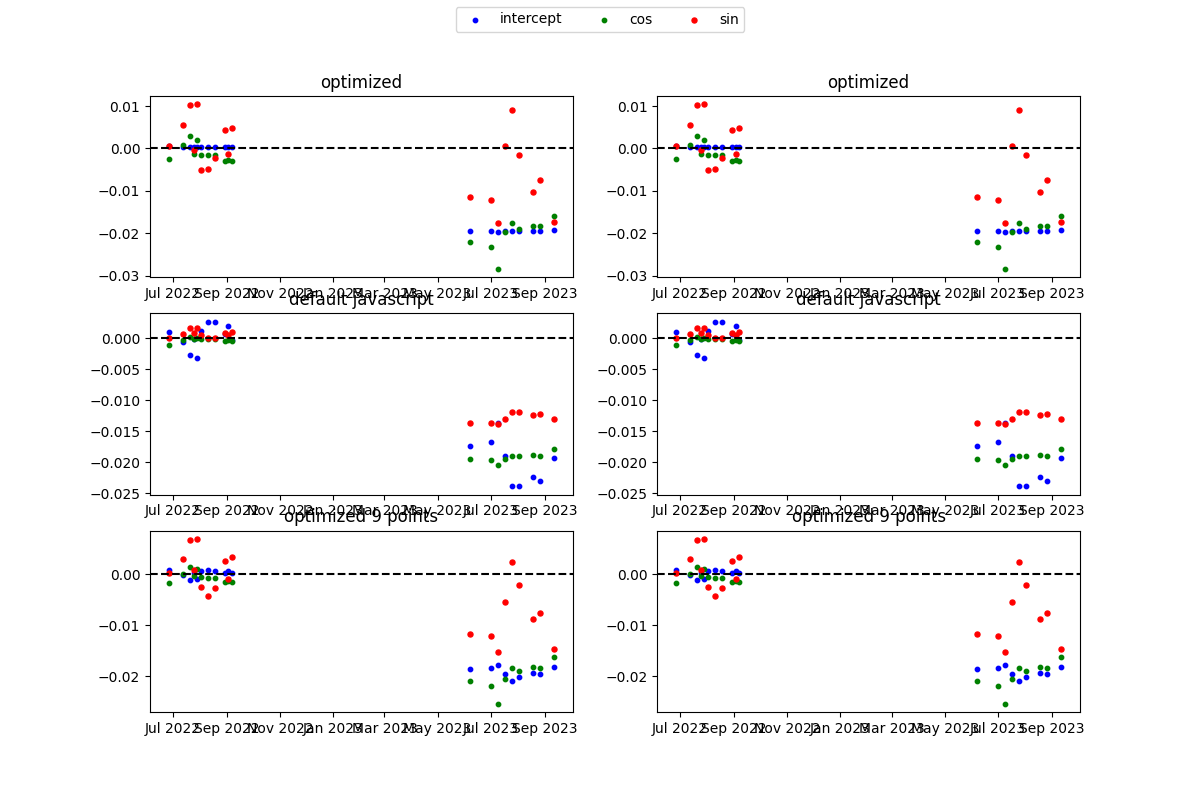 intercept cos sin
optimized optimized
0.01 0.01
0.00 0.00
−0.01 −0.01
−0.02 −0.02
−0.03 −0.03
Jul 2022 Sep 2022 Nov 2022 Jan 2023 Mar 2023 May 2023 Jul 2023 Sep 2023 Jul 2022 Sep 2022 Nov 2022 Jan 2023 Mar 2023 May 2023 Jul 2023 Sep 2023
default javascript default javascript
0.000 0.000
−0.005 −0.005
−0.010 −0.010
−0.015 −0.015
−0.020 −0.020
−0.025 −0.025
Jul 2022 Sep 2022 Nov 2022 Jan 2023 Mar 2023 May 2023 Jul 2023 Sep 2023 Jul 2022 Sep 2022 Nov 2022 Jan 2023 Mar 2023 May 2023 Jul 2023 Sep 2023
optimized 9 points optimized 9 points
0.00 0.00
−0.01 −0.01
−0.02 −0.02
Jul 2022 Sep 2022 Nov 2022 Jan 2023 Mar 2023 May 2023 Jul 2023 Sep 2023 Jul 2022 Sep 2022 Nov 2022 Jan 2023 Mar 2023 May 2023 Jul 2023 Sep 2023